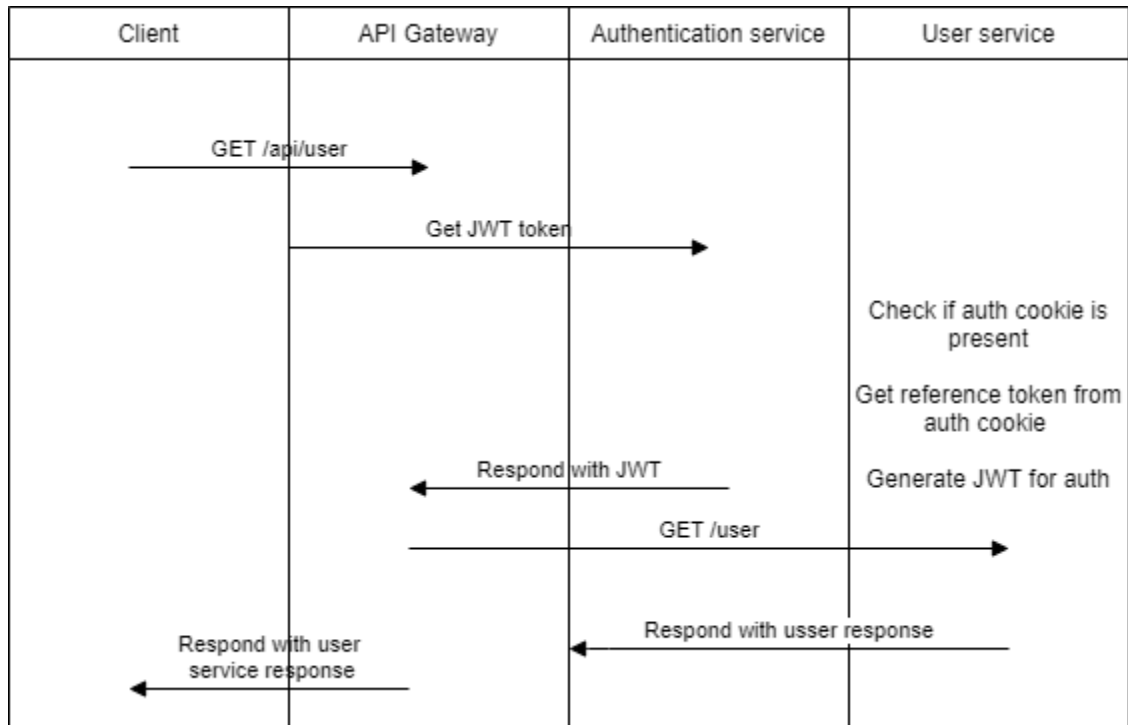 Client
API Gateway
Authentication service
User service
GET /api/user
Get JWT token
Check if auth cookie is
present
Get reference token from
auth cookie
Respond with JWT
Generate JWT for auth
GET /user
Respond with usser response
Respond with user
service response